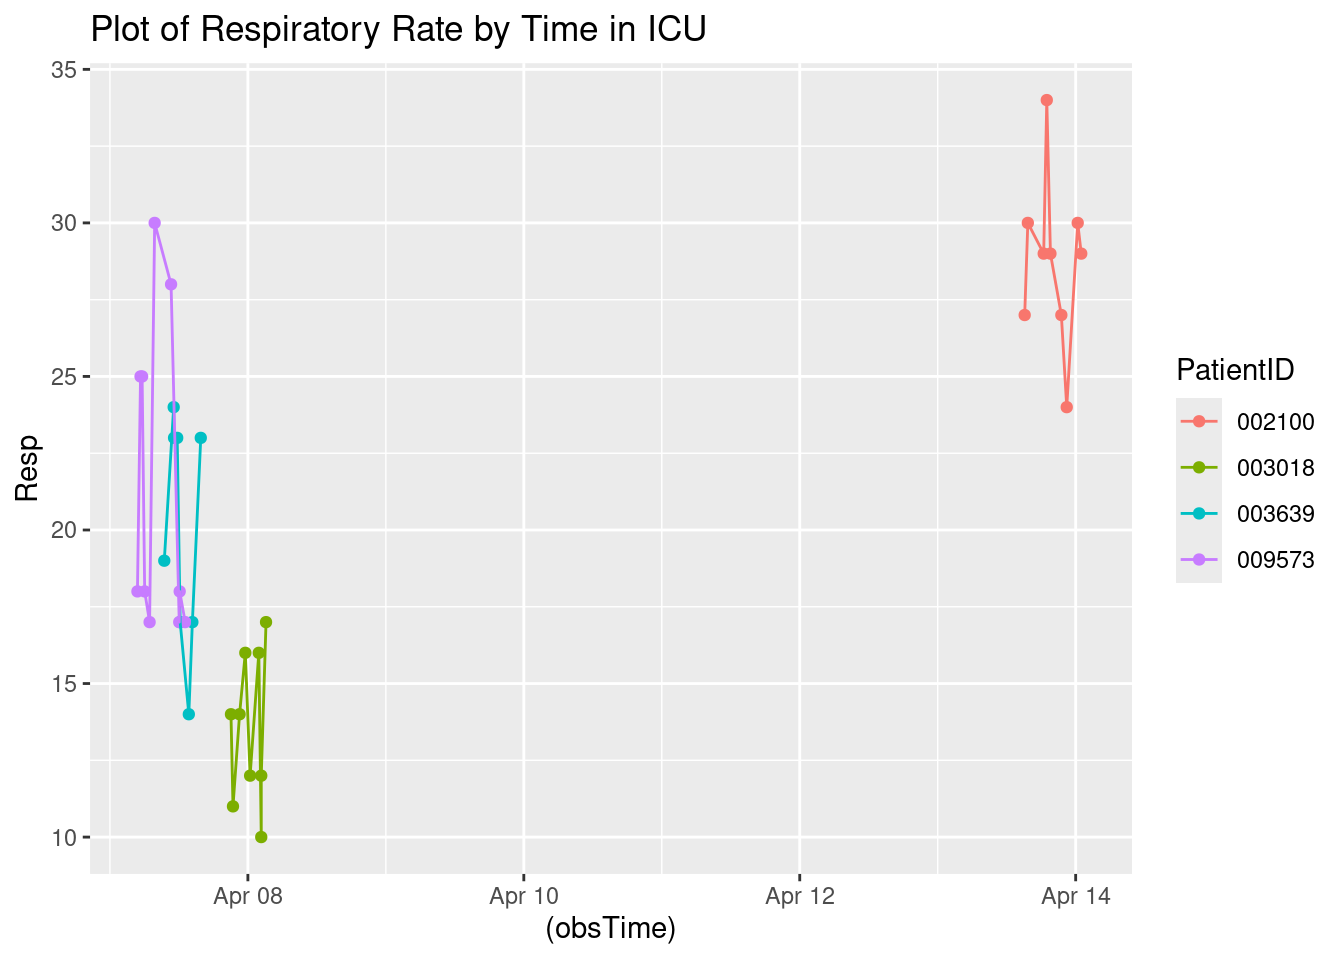 Plot of Respiratory Rate by Time in ICU
35
30
25
20
15
10
Resp
Apr 08
Apr 10
Apr 12
Apr 14
(obsTime)
PatientID
002100
003018
003639
009573